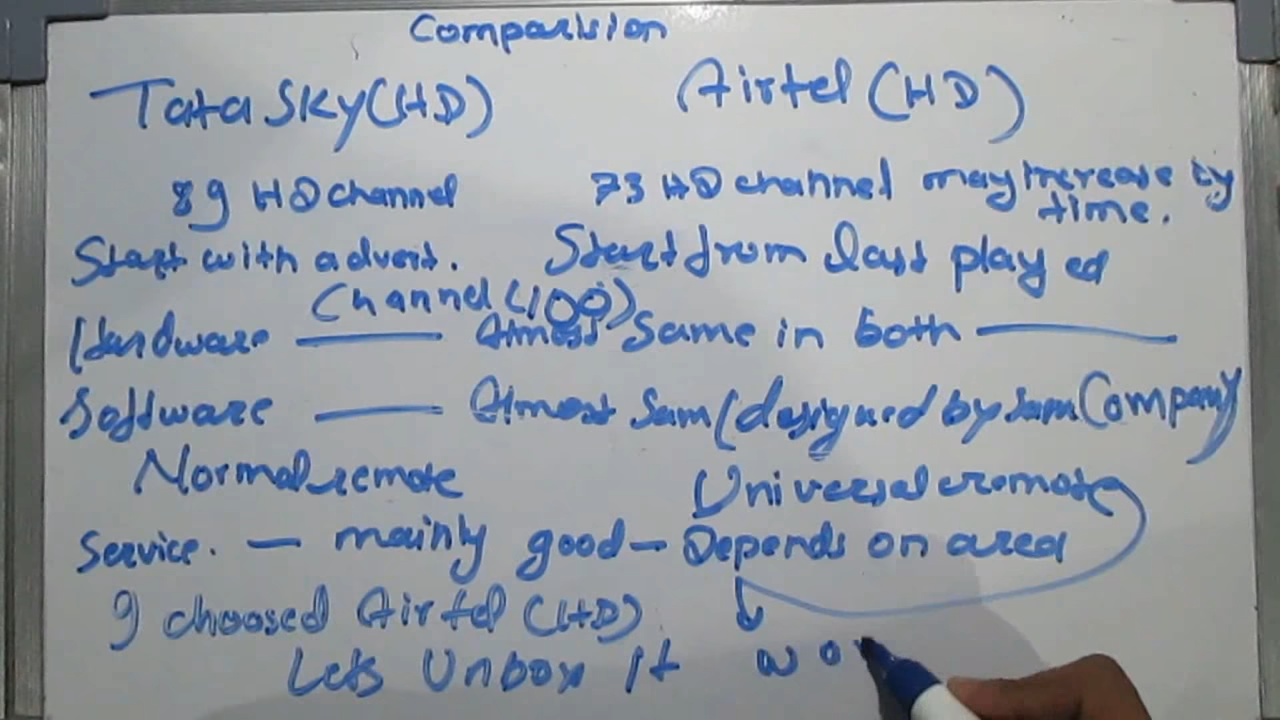 Comparision
Tata Sky(HD) Airtel (HD)
89 HD channel 73 HD channel may increase by
time.
Start with advert. Start from last played
Channel (100)
Hardware — Almost Same in both —
Software — Almost Sam (designed by sam Company)
Normal remote Universal remote
Service. — mainly good — Depends on area
I choosed Airtel (HD)
Lets Unbox It